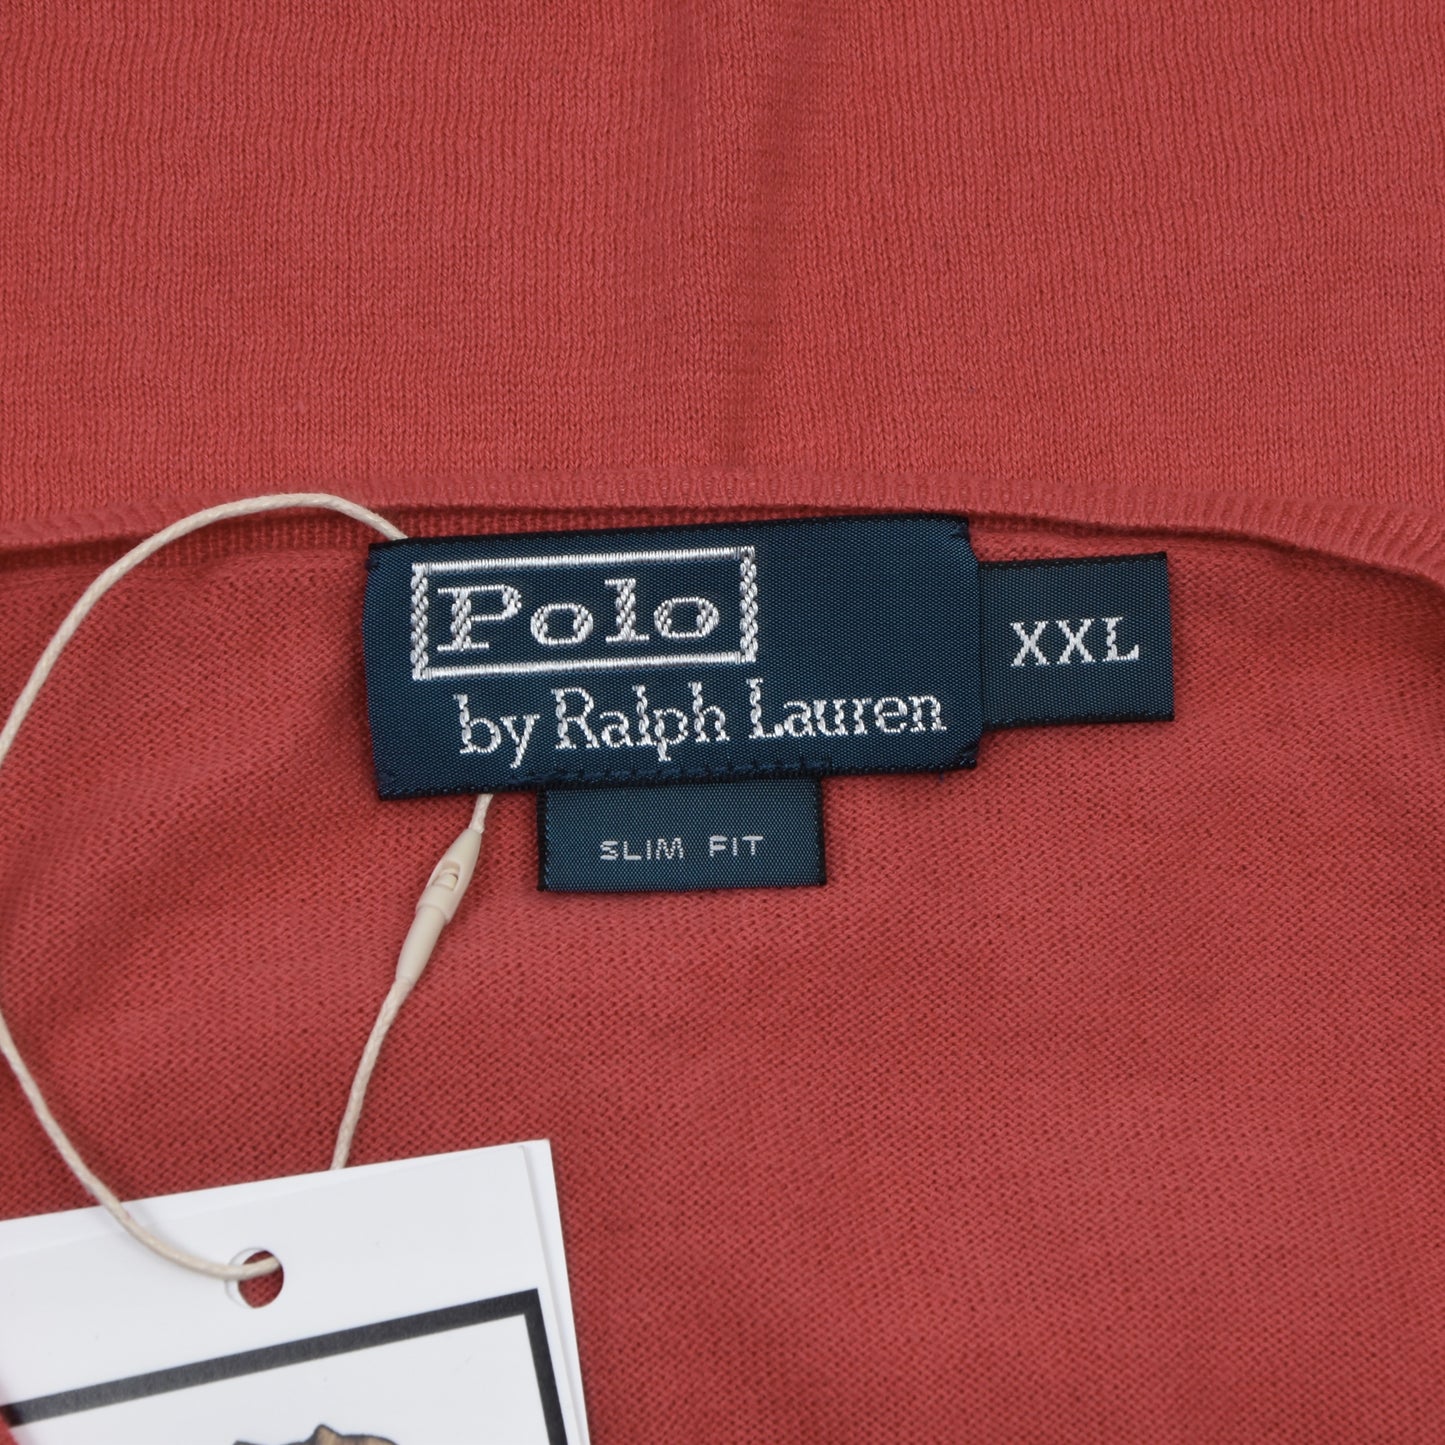 Polo
by Ralph Lauren
XXL
SLIM FIT